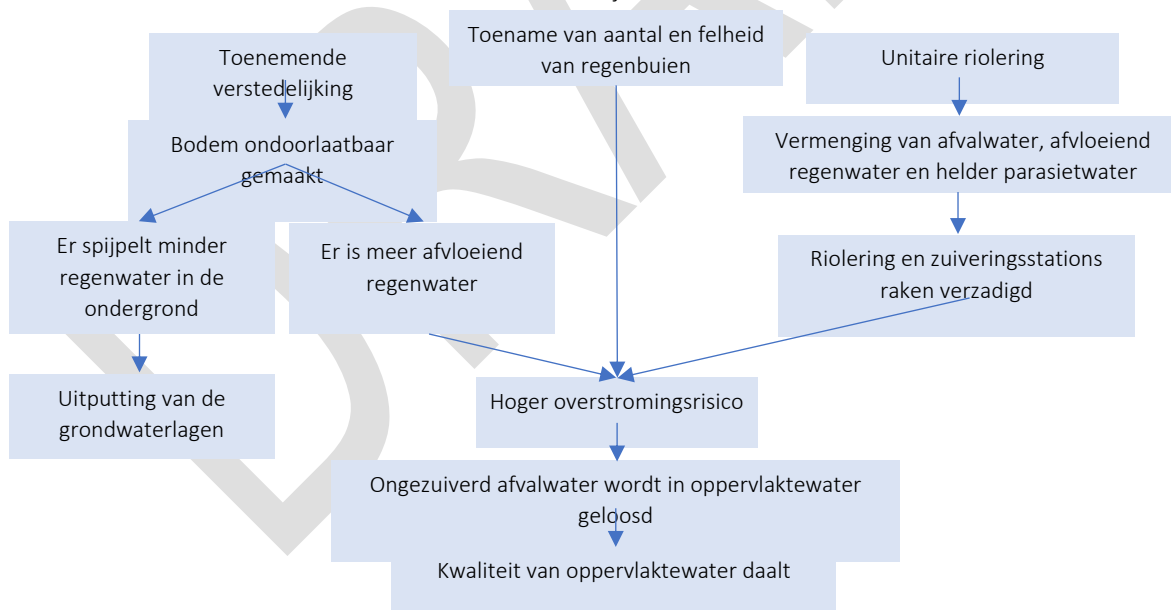 Toenemende
verstedelijking
Toename van aantal en felheid
van regenbuien
Unitaire riolering
Bodem ondoorlaatbaar
gemaakt
Vermenging van afvalwater, afvloeiend
regenwater en helder parasietwater
Er spijpelt minder
regenwater in de
ondergrond
Er is meer afvloeiend
regenwater
Riolering en zuiveringsstations
raken verzadigd
Uitputting van de
grondwaterlagen
Hoger overstromingsrisico
Ongezuiverd afvalwater wordt in oppervlaktewater
geloosd
Kwaliteit van oppervlaktewater daalt